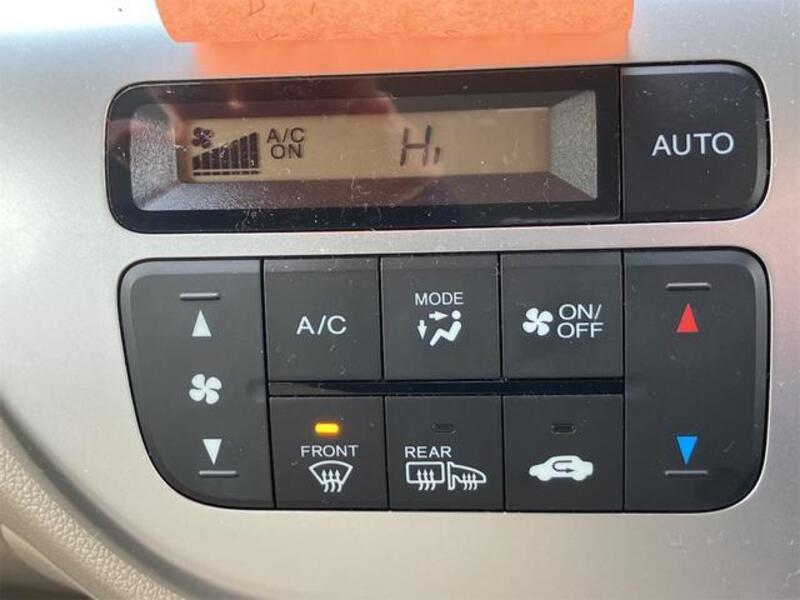 A/C
ON
Hi
AUTO
MODE
A/C
ON/
OFF
FRONT
REAR